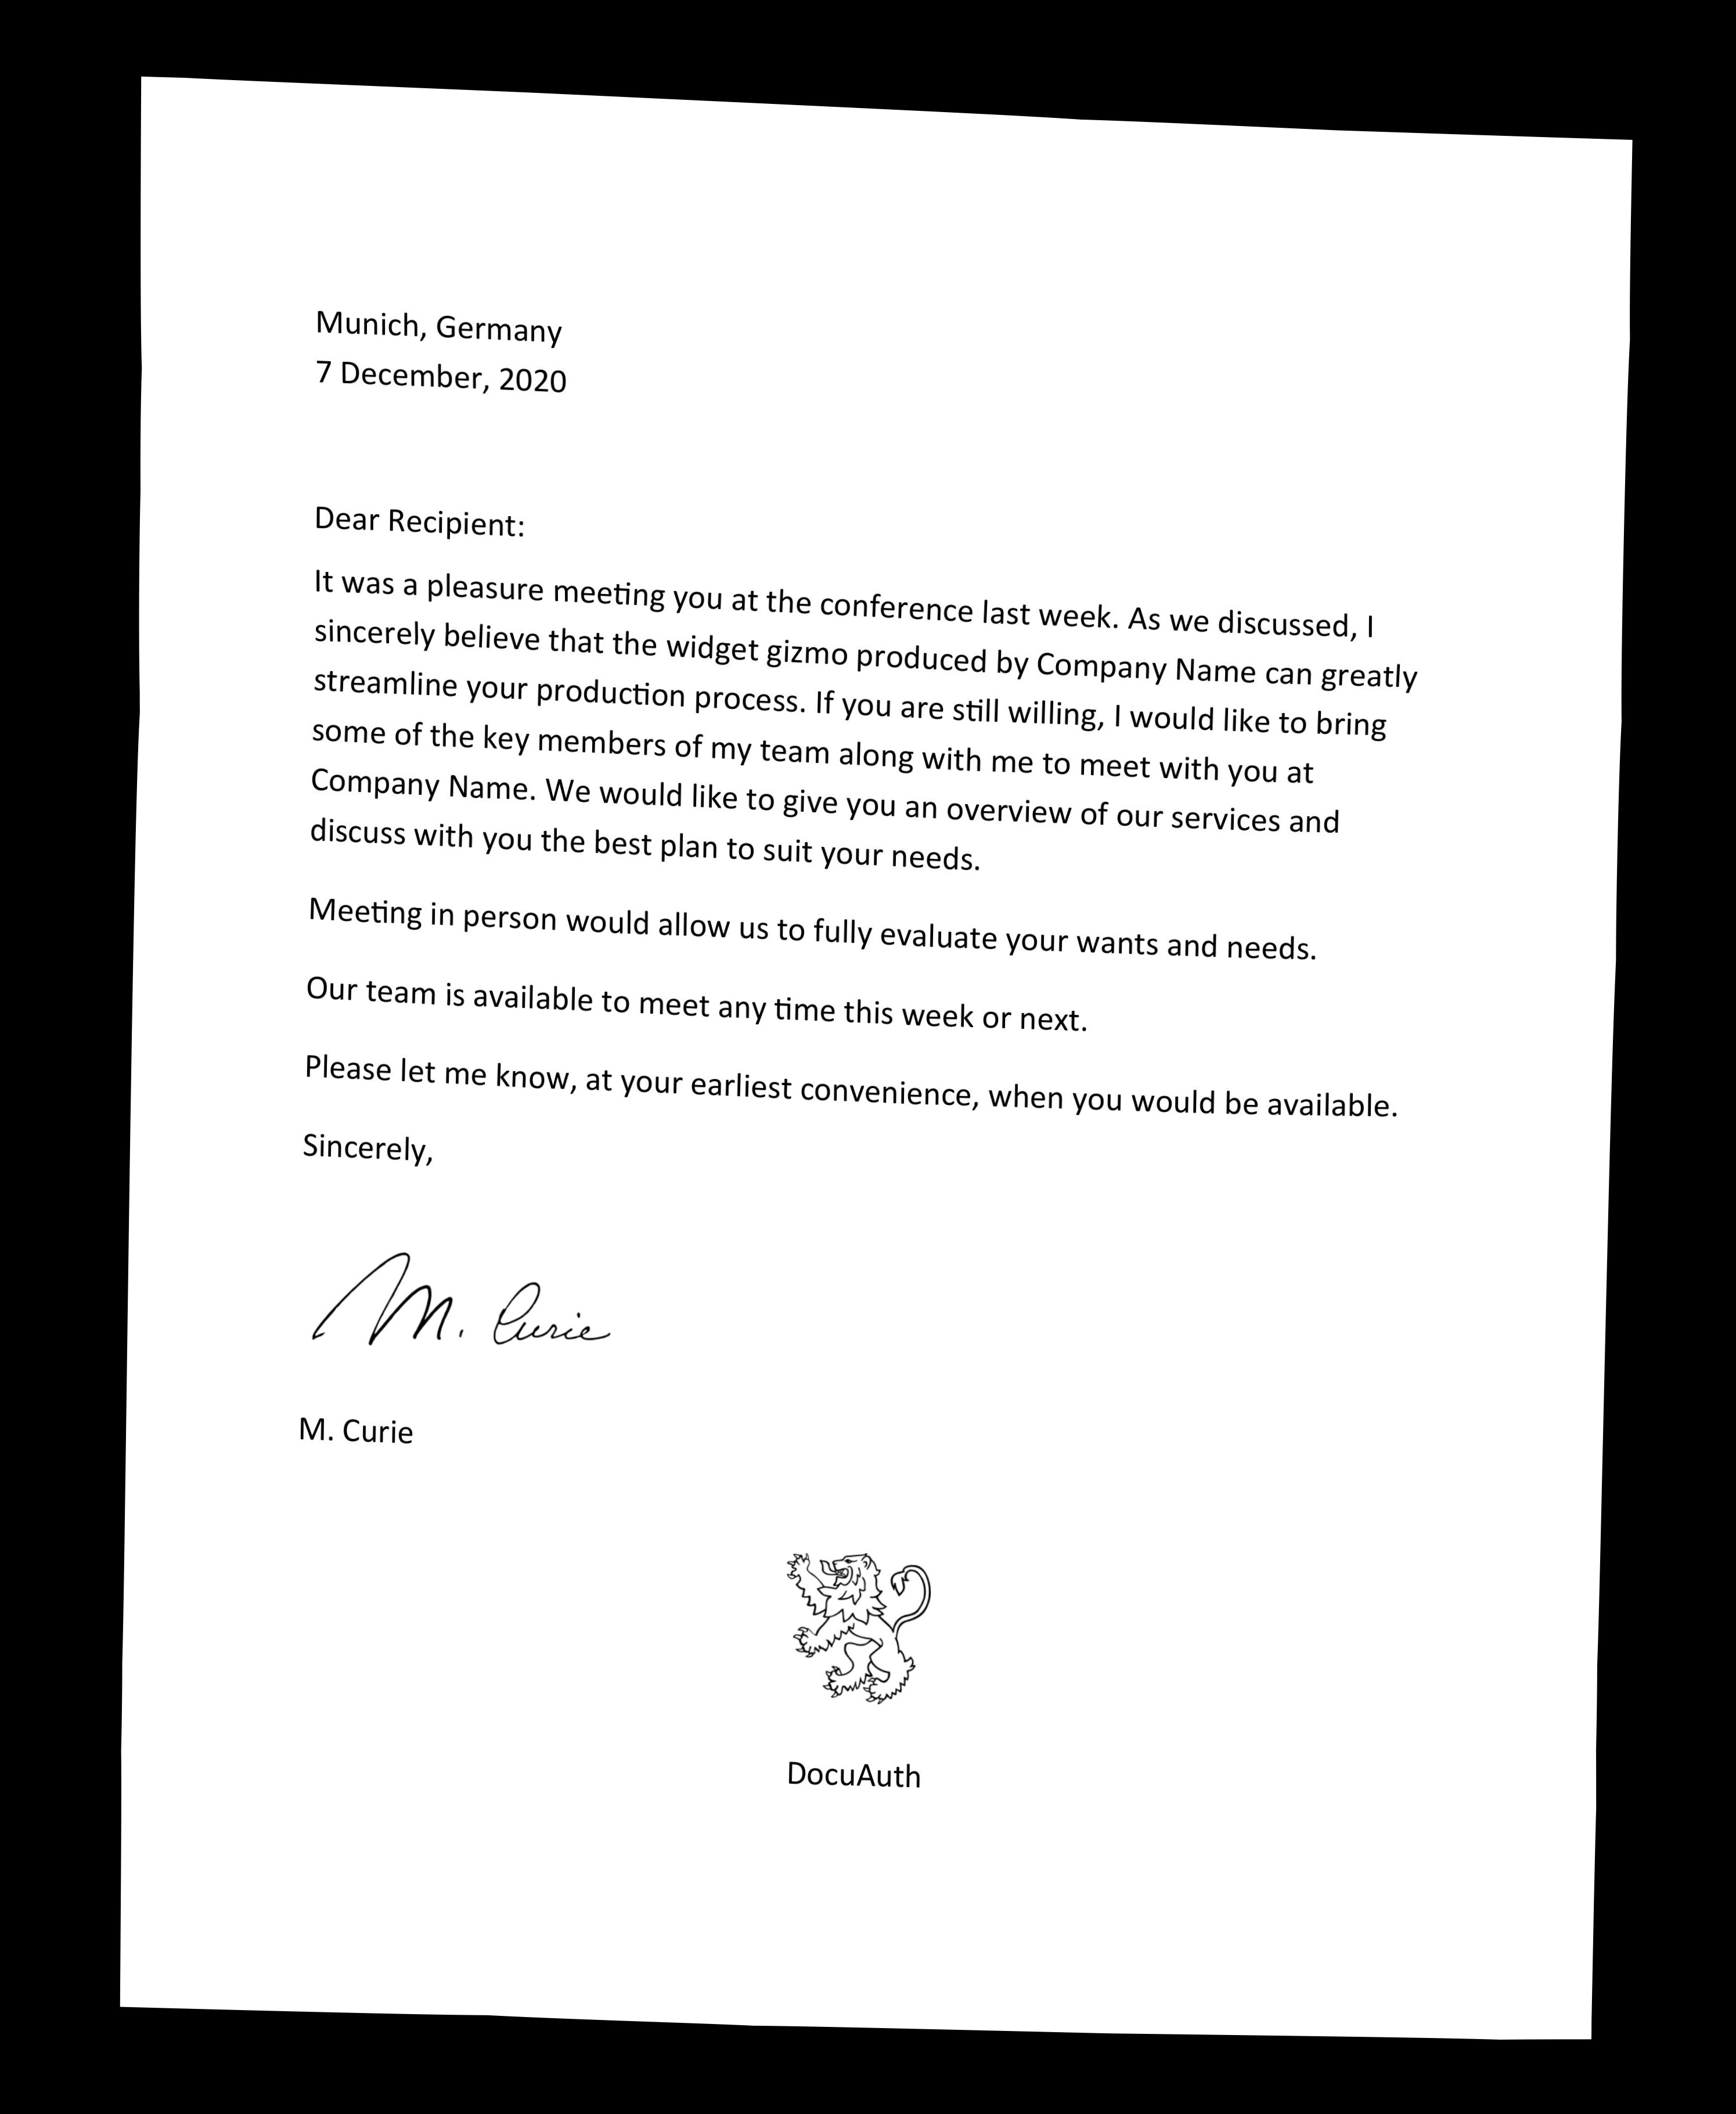 Munich, Germany
7 December, 2020
Dear Recipient:
It was a pleasure meeting you at the conference last week. As we discussed, I
sincerely believe that the widget gizmo produced by Company Name can greatly
streamline your production process. If you are still willing, I would like to bring
some of the key members of my team along with me to meet with you at
Company Name. We would like to give you an overview of our services and
discuss with you the best plan to suit your needs.
Meeting in person would allow us to fully evaluate your wants and needs.
Our team is available to meet any time this week or next.
Please let me know, at your earliest convenience, when you would be available.
Sincerely,
M. Curie
M. Curie
DocuAuth